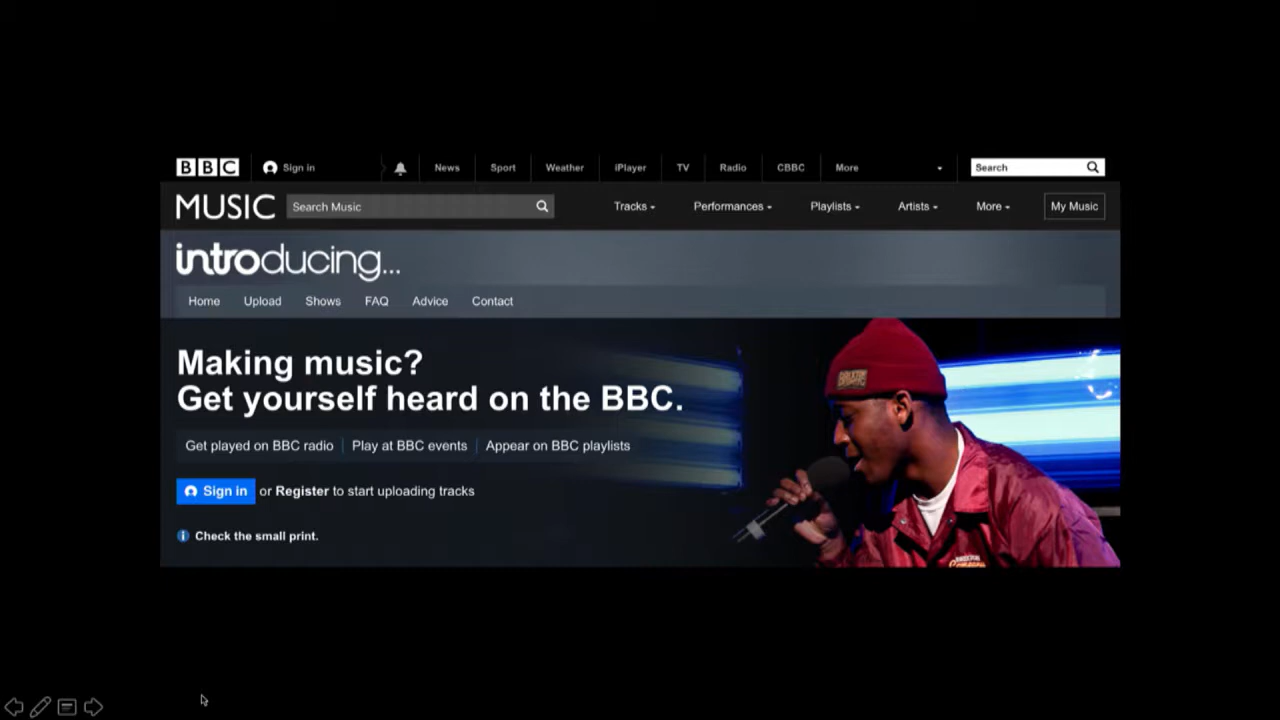 BBC Sign in News Sport Weather iPlayer TV Radio CBBC More Search
MUSIC Search Music Tracks Performances Playlists Artists More My Music
introducing...
Home Upload Shows FAQ Advice Contact
Making music?
Get yourself heard on the BBC.
Get played on BBC radio Play at BBC events Appear on BBC playlists
Sign in or Register to start uploading tracks
Check the small print.